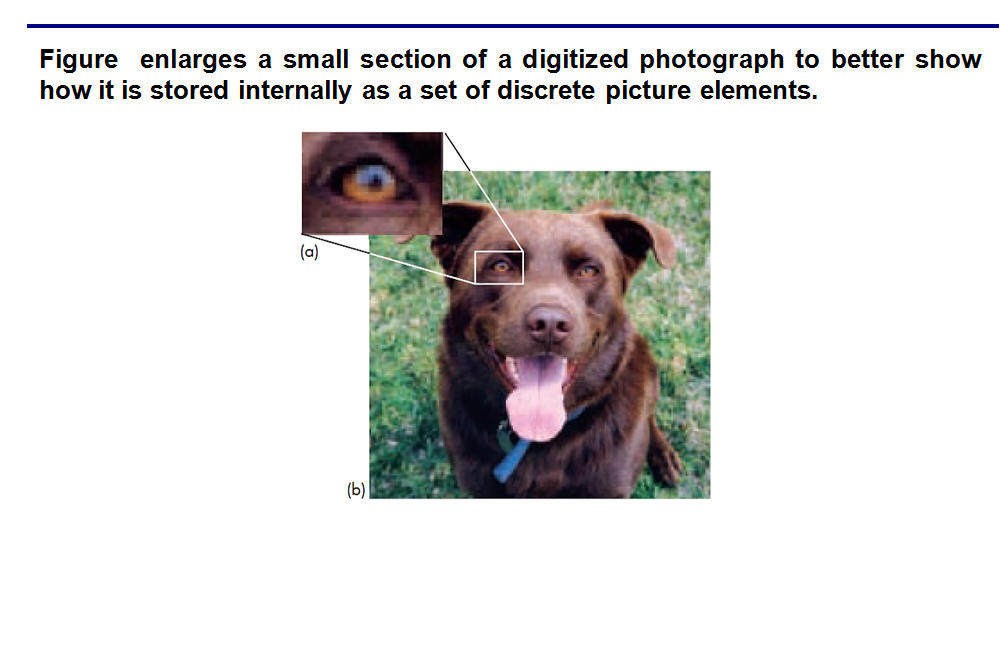 Figure  enlarges a small section of a digitized photograph to better show
how it is stored internally as a set of discrete picture elements.
(a)
(b)